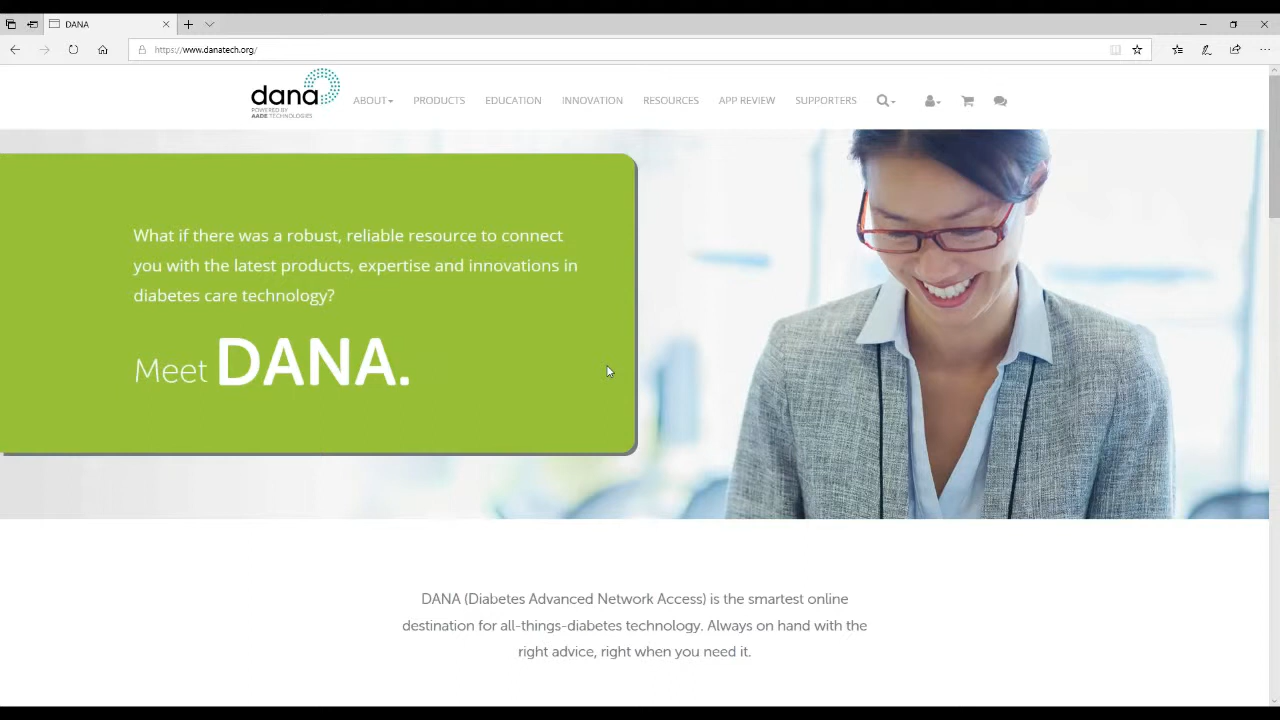 DANA
https://www.danatech.org/
dana
POWERED BY
AADE TECHNOLOGIES
ABOUT PRODUCTS EDUCATION INNOVATION RESOURCES APP REVIEW SUPPORTERS
What if there was a robust, reliable resource to connect
you with the latest products, expertise and innovations in
diabetes care technology?
Meet DANA.
DANA (Diabetes Advanced Network Access) is the smartest online
destination for all-things-diabetes technology. Always on hand with the
right advice, right when you need it.